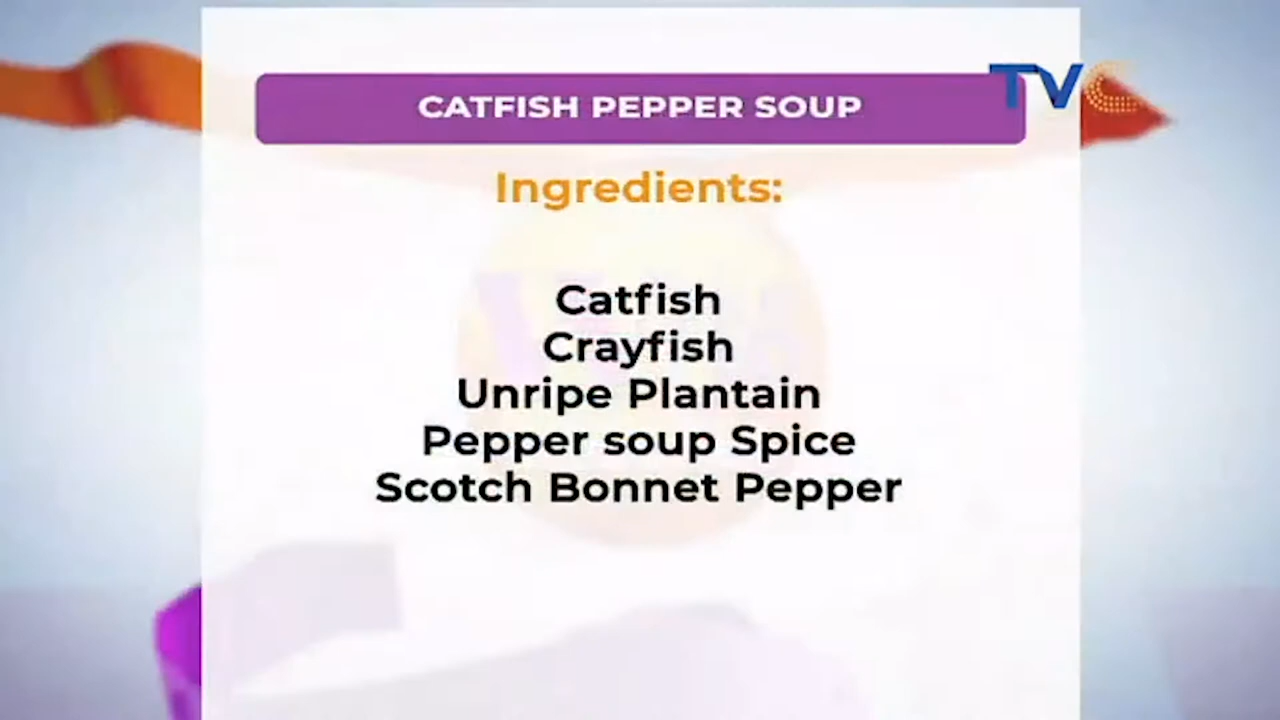 CATFISH PEPPER SOUP
TVC
Ingredients:
Catfish
Crayfish
Unripe Plantain
Pepper soup Spice
Scotch Bonnet Pepper